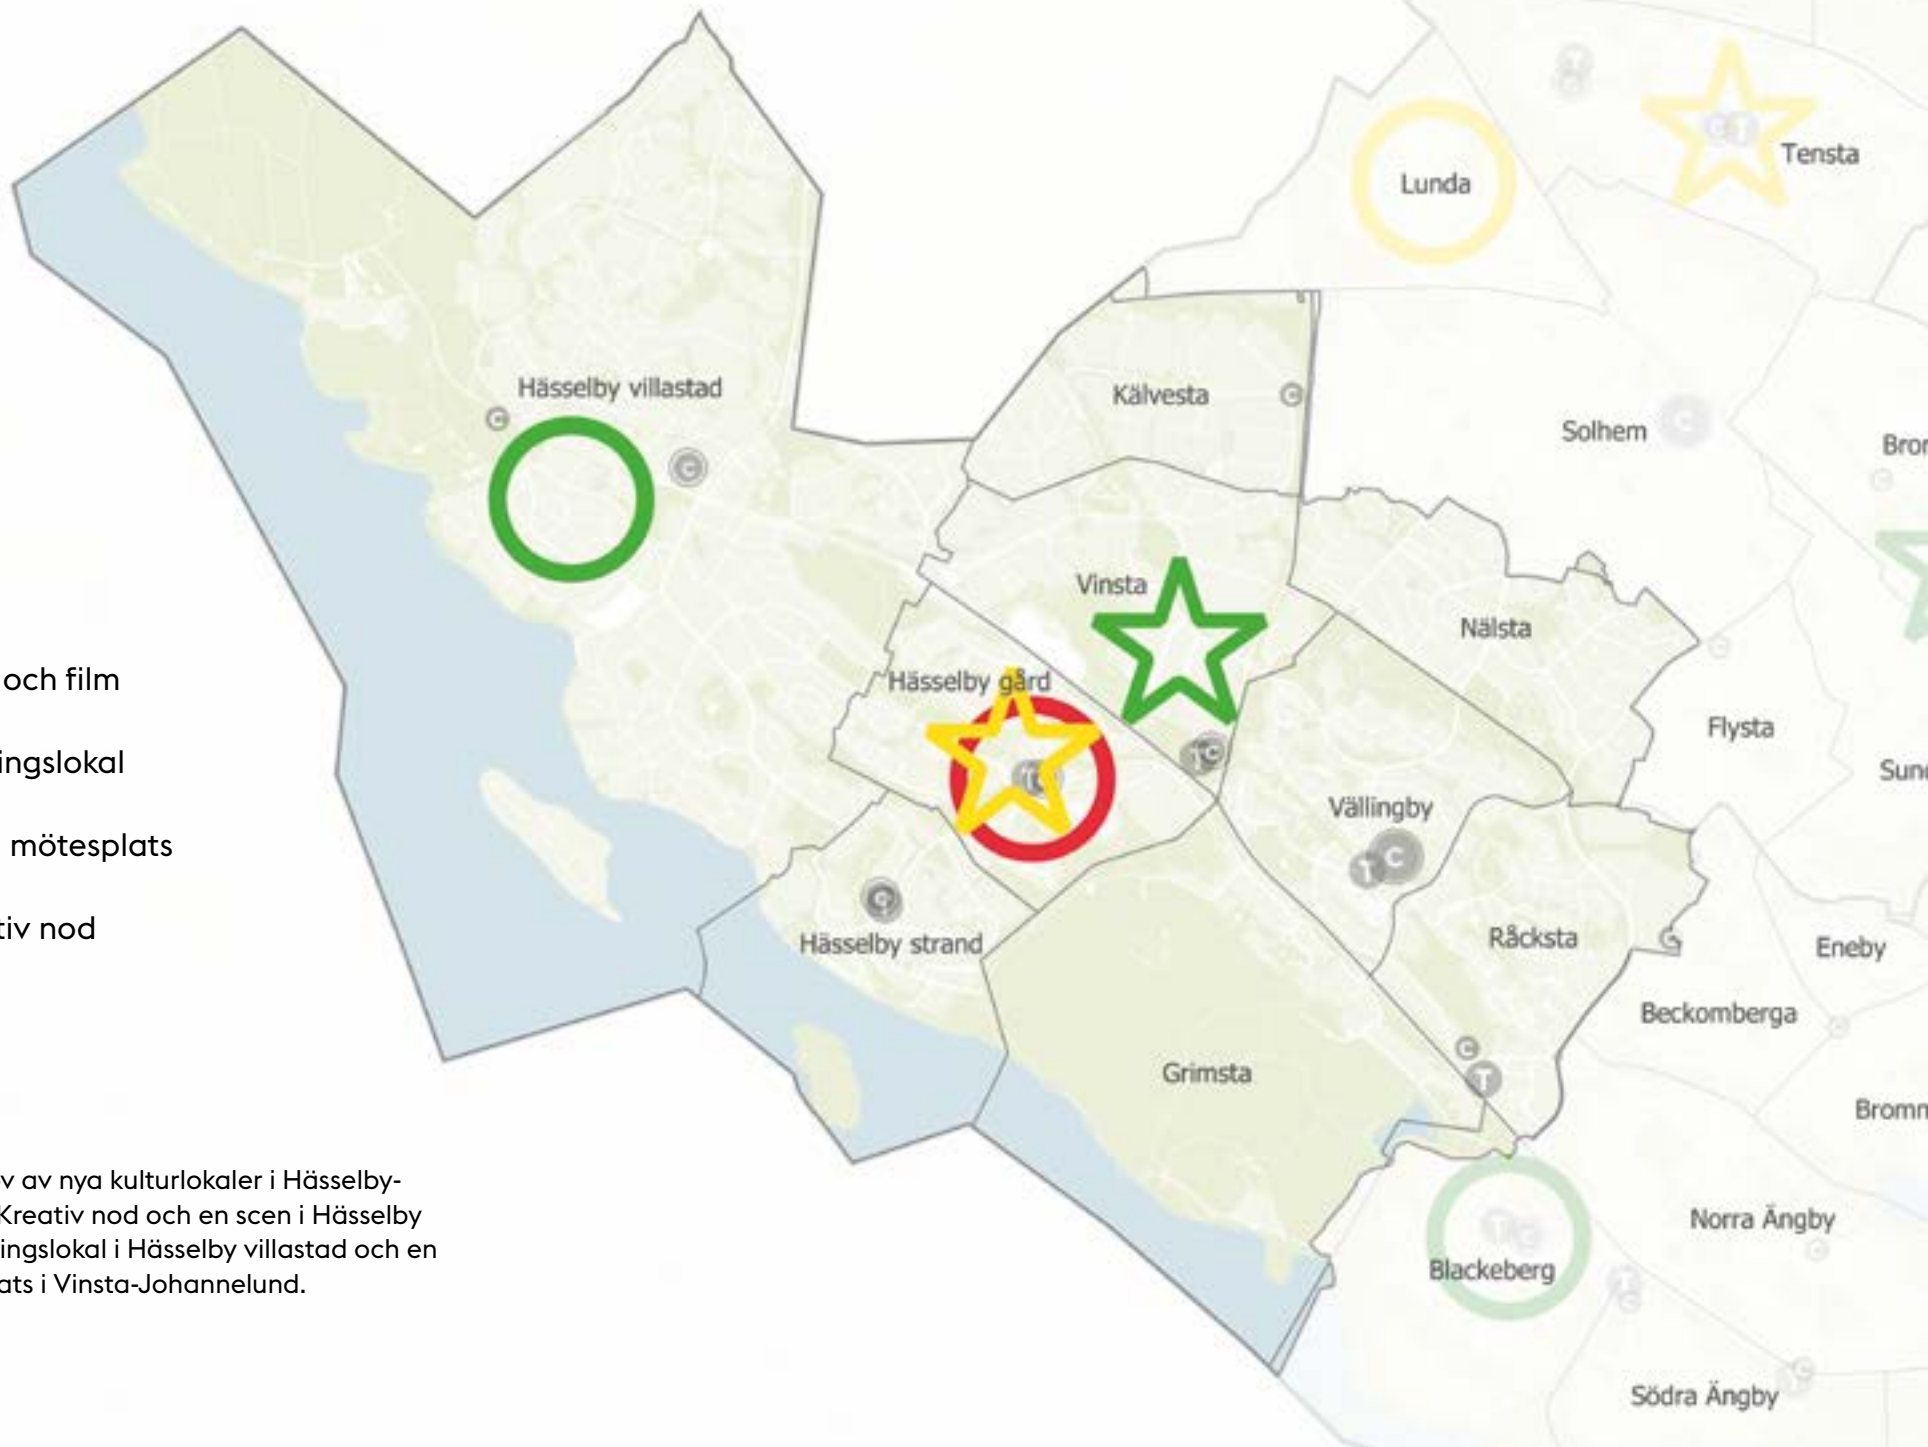 och film
ingslokal
mötesplats
tiv nod
v av nya kulturlokaler i Hässelby-
Kreativ nod och en scen i Hässelby
ingslokal i Hässelby villastad och en
ats i Vinsta-Johannelund.
Lunda
Tensta
Hässelby villastad
Kälvesta
Solhem
Bror
Vinsta
Nälsta
Hässelby gård
Flysta
Sund
Vällingby
Hässelby strand
Råcksta
Eneby
Beckomberga
Grimsta
Bromm
Norra Ängby
Blackeberg
Södra Ängby